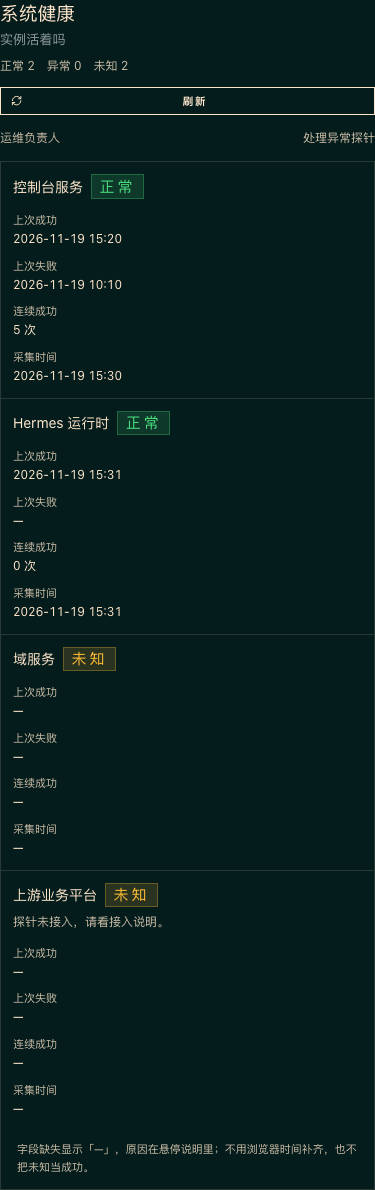 系统健康
实例活着吗
正常 2 异常 0 未知 2
刷新
运维负责人 处理异常探针
控制台服务 正常
上次成功
2026-11-19 15:20
上次失败
2026-11-19 10:10
连续成功
5 次
采集时间
2026-11-19 15:30
Hermes 运行时 正常
上次成功
2026-11-19 15:31
上次失败
—
连续成功
0 次
采集时间
2026-11-19 15:31
域服务 未知
上次成功
—
上次失败
—
连续成功
—
采集时间
—
上游业务平台 未知
探针未接入，请看接入说明。
上次成功
—
上次失败
—
连续成功
—
采集时间
—
字段缺失显示「—」，原因在悬停说明里；不用浏览器时间补齐，也不
把未知当成功。